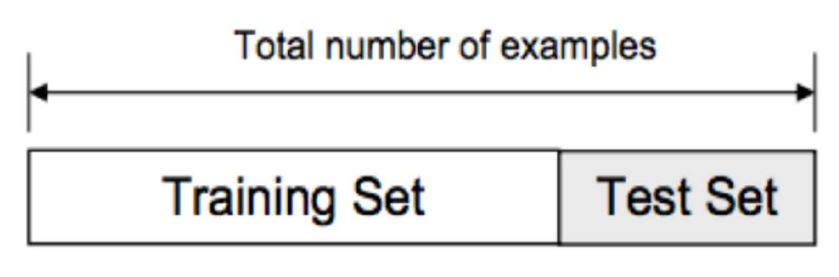 Total number of examples
Training Set
Test Set